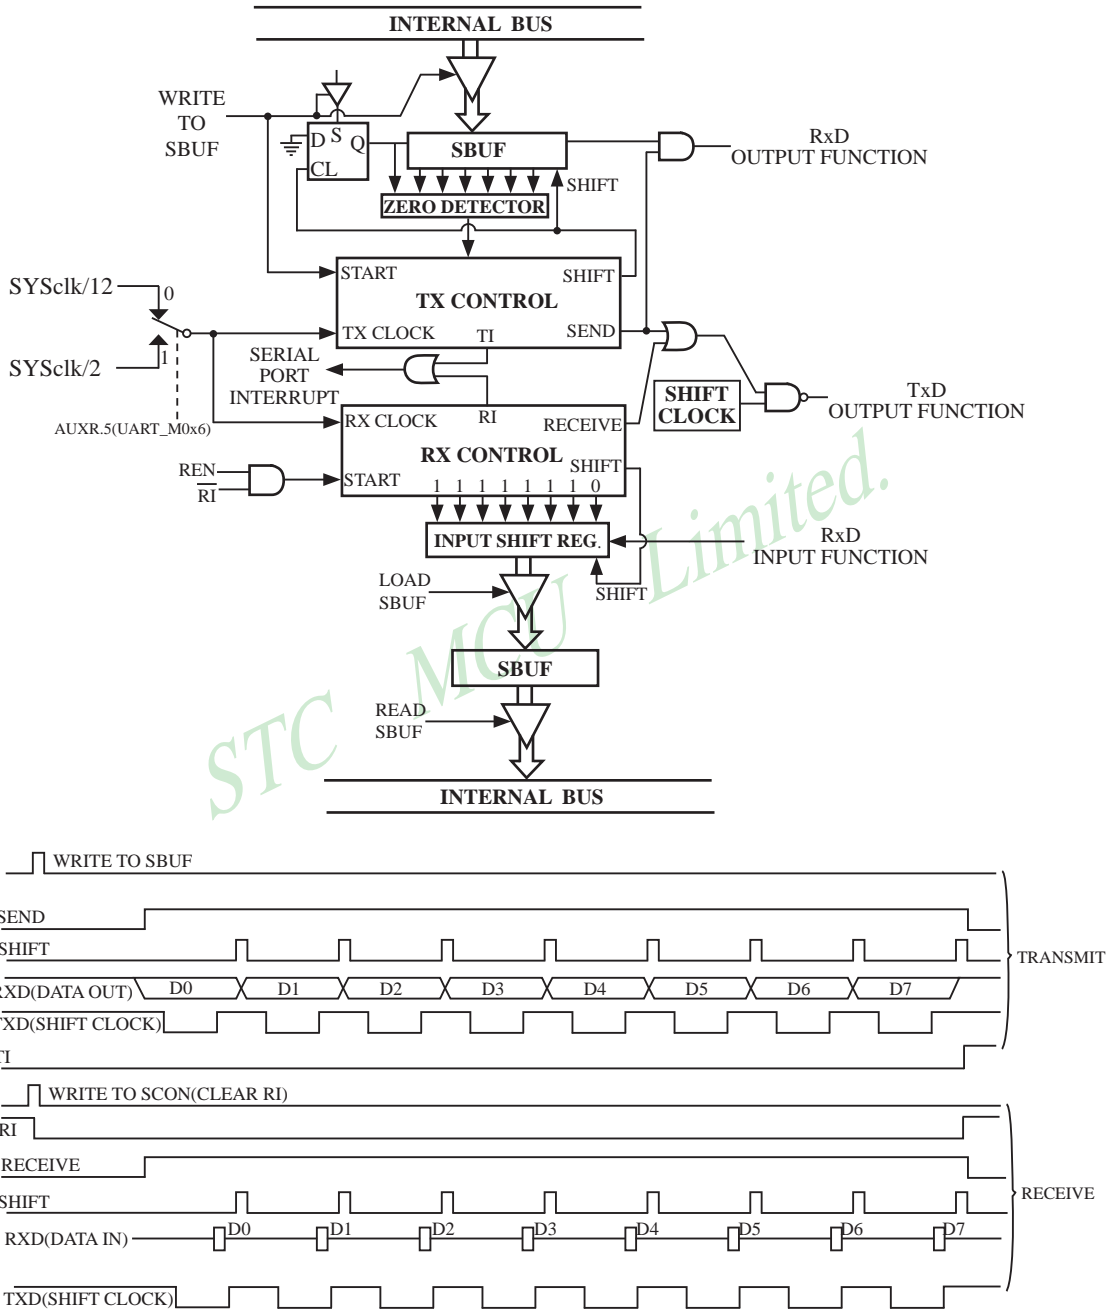 INTERNAL BUS
WRITE
TO
SBUF
D S Q
CL
SBUF
SHIFT
ZERO DETECTOR
RxD
OUTPUT FUNCTION
START
SHIFT
TX CONTROL
TX CLOCK
TI
SEND
SYSclk/12
0
SYSclk/2
1
SERIAL
PORT
INTERRUPT
AUXR.5(UART_M0x6)
SHIFT
CLOCK
TxD
OUTPUT FUNCTION
RX CLOCK
RI
RECEIVE
RX CONTROL
SHIFT
START
1 1 1 1 1 1 1 0
REN
RI
INPUT SHIFT REG.
RxD
INPUT FUNCTION
LOAD
SBUF
SHIFT
SBUF
READ
SBUF
INTERNAL BUS
STC MCU Limited.
WRITE TO SBUF
SEND
SHIFT
RXD(DATA OUT) D0 D1 D2 D3 D4 D5 D6 D7
TXD(SHIFT CLOCK)
TI
TRANSMIT
WRITE TO SCON(CLEAR RI)
RI
RECEIVE
SHIFT
RXD(DATA IN) D0 D1 D2 D3 D4 D5 D6 D7
TXD(SHIFT CLOCK)
RECEIVE